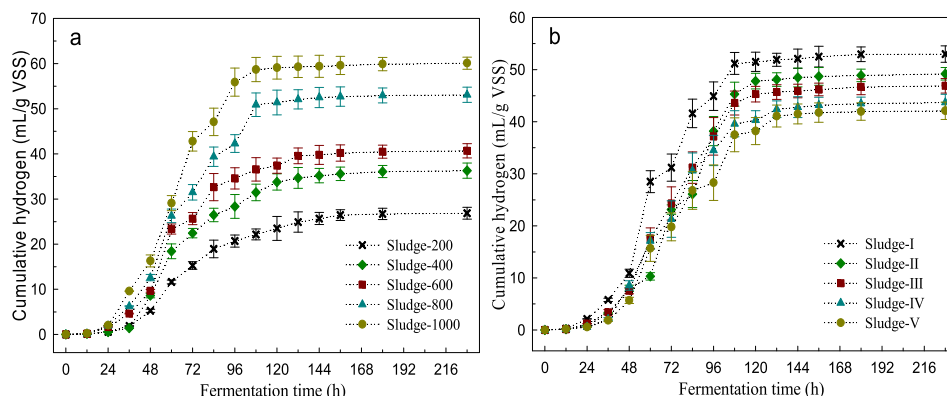 a
Cumulative hydrogen (mL/g VSS)
70
60
50
40
30
20
10
0
Sludge-200
Sludge-400
Sludge-600
Sludge-800
Sludge-1000
0 24 48 72 96 120 144 168 192 216
Fermentation time (h)
b
Cumulative hydrogen (mL/g VSS)
60
50
40
30
20
10
0
Sludge-I
Sludge-II
Sludge-III
Sludge-IV
Sludge-V
0 24 48 72 96 120 144 168 192 216
Fermentation time (h)